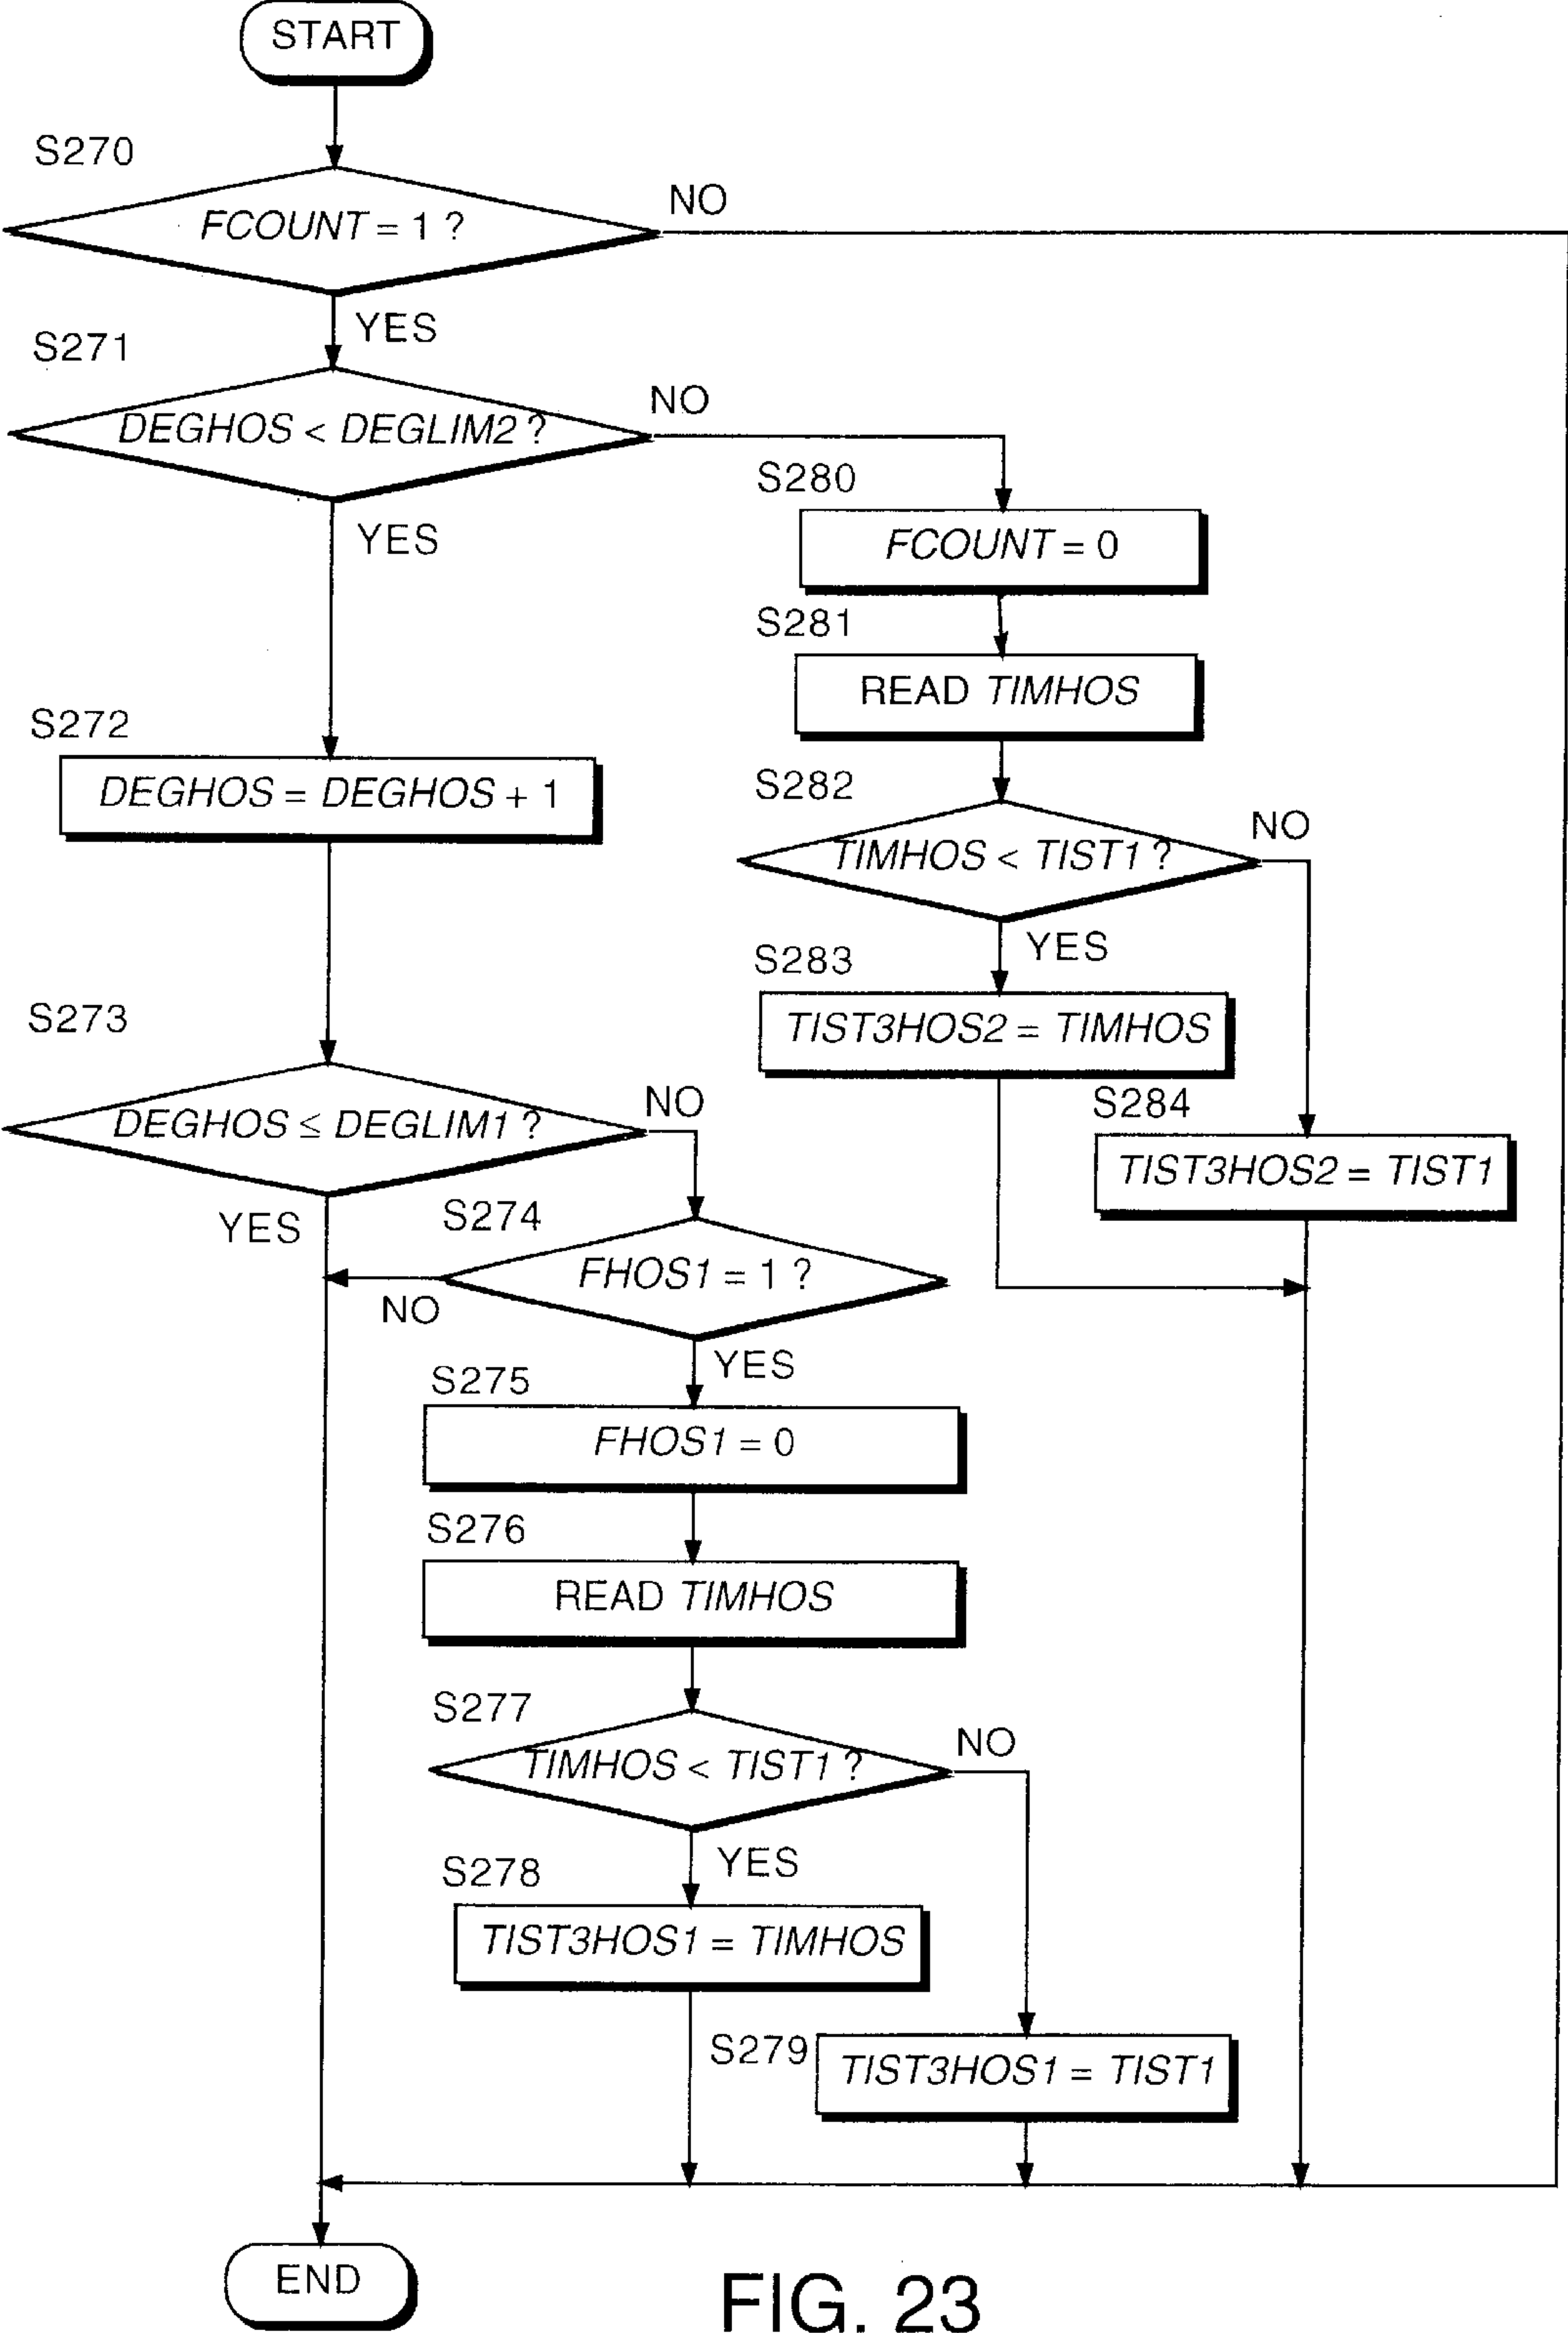 START
S270
FCOUNT = 1 ?
NO
YES
S271
DEGHOS < DEGLIM2 ?
NO
YES
S280
FCOUNT = 0
S281
READ TIMHOS
S272
DEGHOS = DEGHOS + 1
S282
TIMHOS < TIST1 ?
NO
YES
S283
TIST3HOS2 = TIMHOS
S284
TIST3HOS2 = TIST1
S273
DEGHOS ≤ DEGLIM1 ?
NO
YES
S274
FHOS1 = 1 ?
NO
YES
S275
FHOS1 = 0
S276
READ TIMHOS
S277
TIMHOS < TIST1 ?
NO
YES
S278
TIST3HOS1 = TIMHOS
S279
TIST3HOS1 = TIST1
END
FIG. 23